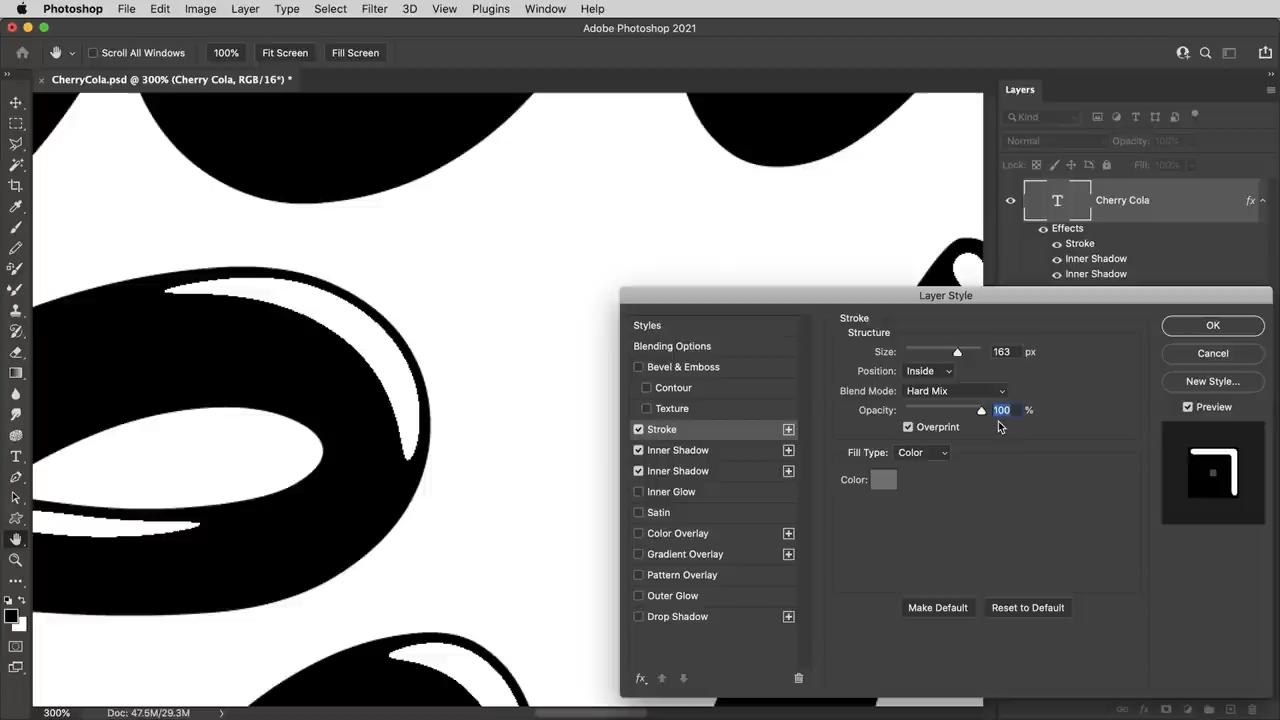 Photoshop File Edit Image Layer Type Select Filter 3D View Plugins Window Help
Adobe Photoshop 2021
Scroll All Windows 100% Fit Screen Fill Screen
CherryCola.psd @ 300% (Cherry Cola, RGB/16*) *
Layers
Kind
Normal Opacity: 100%
Lock: Fill: 100%
T Cherry Cola fx
Effects
Stroke
Inner Shadow
Inner Shadow
Layer Style
Styles
Blending Options
Bevel & Emboss
Contour
Texture
Stroke
Inner Shadow
Inner Shadow
Inner Glow
Satin
Color Overlay
Gradient Overlay
Pattern Overlay
Outer Glow
Drop Shadow
fx
Stroke
Structure
Size: 163 px
Position: Inside
Blend Mode: Hard Mix
Opacity: 100 %
Overprint
Fill Type: Color
Color:
Make Default Reset to Default
OK
Cancel
New Style...
Preview
300% Doc: 47.5M/29.3M